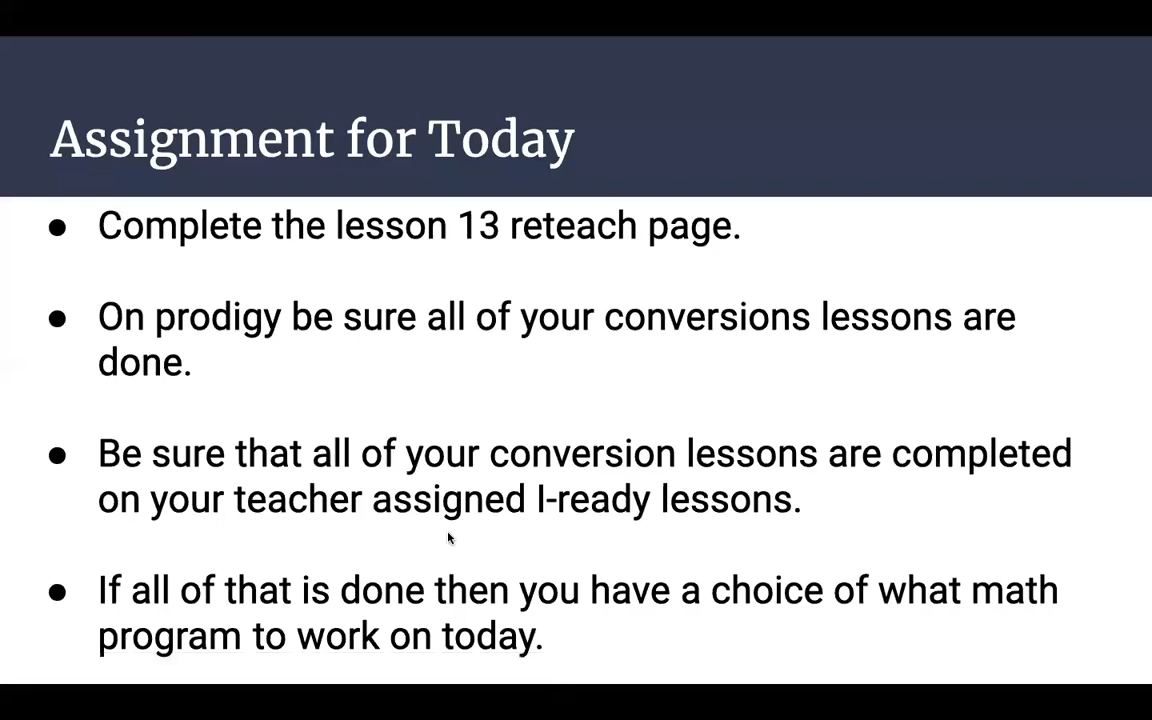 Assignment for Today
● Complete the lesson 13 reteach page.
● On prodigy be sure all of your conversions lessons are
done.
● Be sure that all of your conversion lessons are completed
on your teacher assigned I-ready lessons.
● If all of that is done then you have a choice of what math
program to work on today.